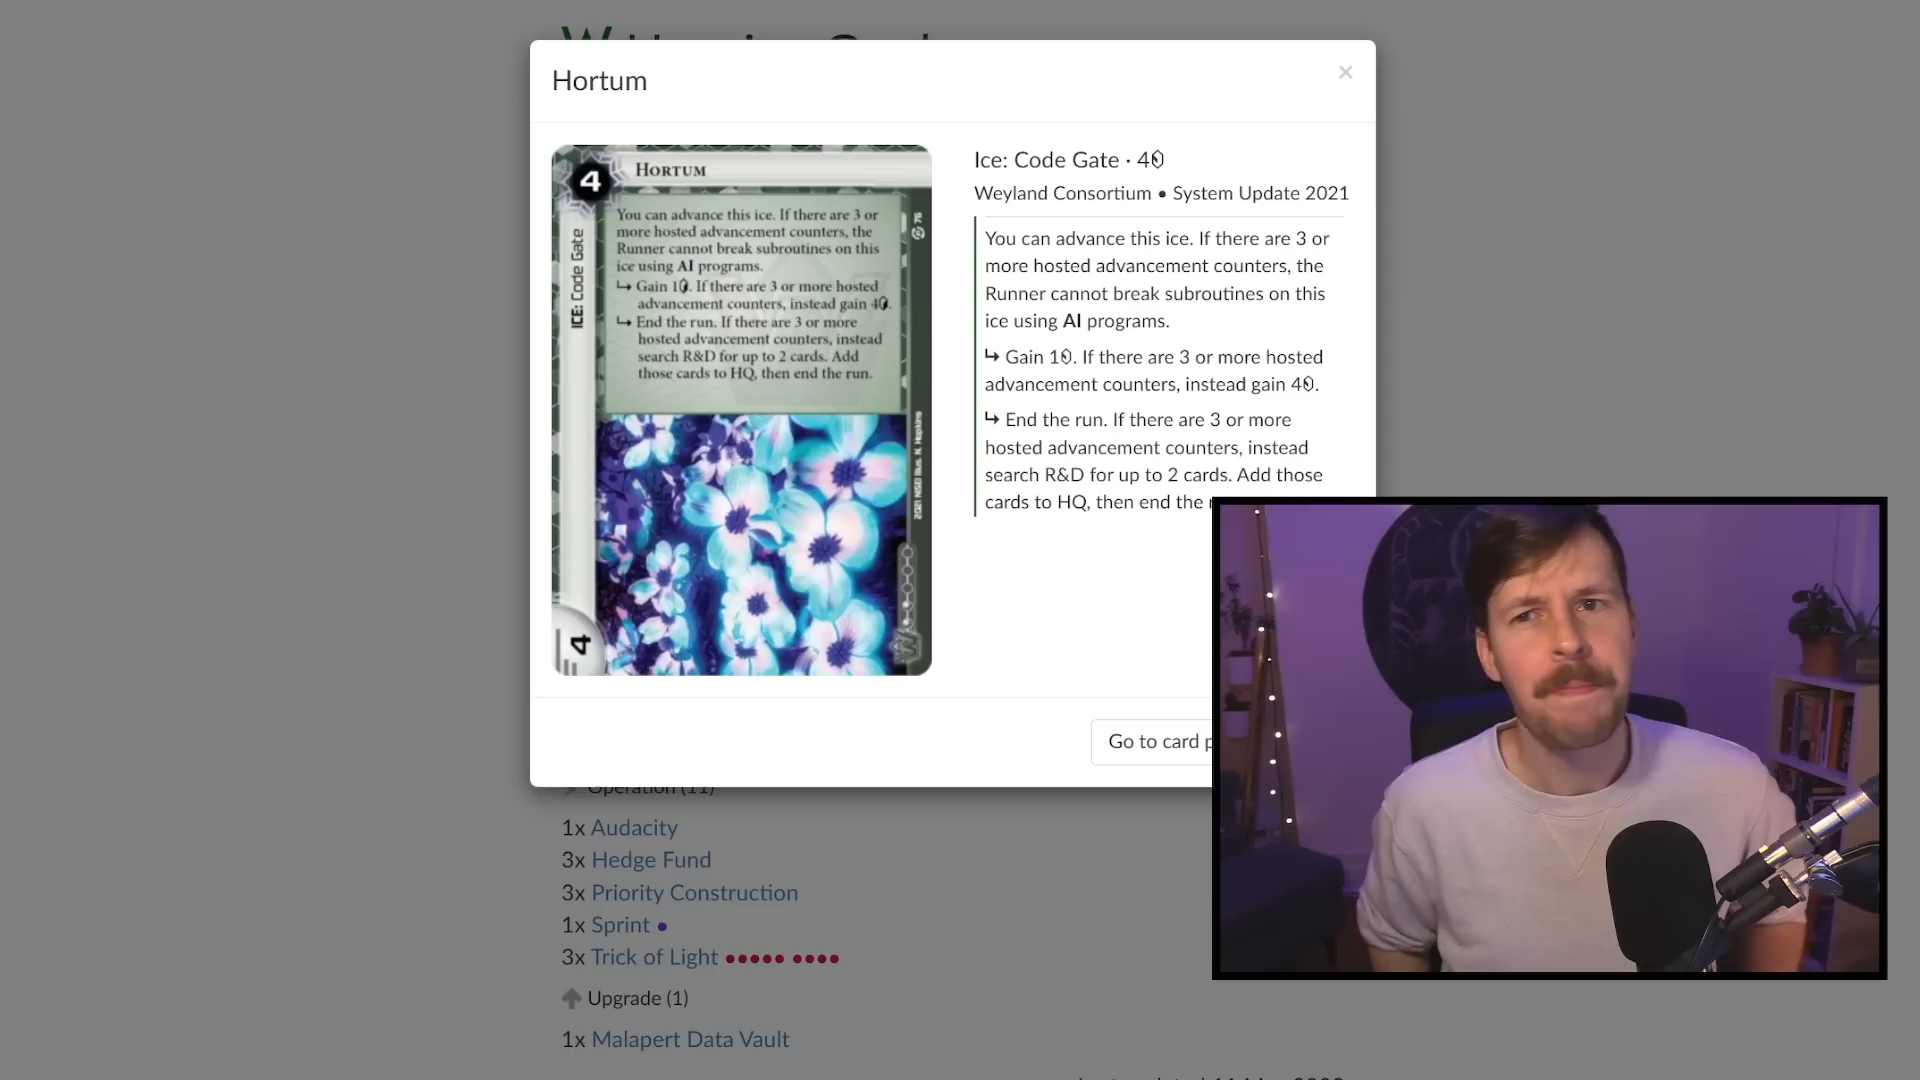 Hortum
×
4
HORTUM
You can advance this ice. If there are 3 or
more hosted advancement counters, the
Runner cannot break subroutines on this
ice using AI programs.
↳ Gain 1. If there are 3 or more hosted
advancement counters, instead gain 4.
↳ End the run. If there are 3 or more
hosted advancement counters, instead
search R&D for up to 2 cards. Add
those cards to HQ, then end the run.
ICE: Code Gate
76
2021 NISEI Illus. N. Hopkins
4
Ice: Code Gate · 4
Weyland Consortium • System Update 2021
You can advance this ice. If there are 3 or
more hosted advancement counters, the
Runner cannot break subroutines on this
ice using AI programs.
↳ Gain 1. If there are 3 or more hosted
advancement counters, instead gain 4.
↳ End the run. If there are 3 or more
hosted advancement counters, instead
search R&D for up to 2 cards. Add those
cards to HQ, then end the
Go to card
Operation (11)
1x Audacity
3x Hedge Fund
3x Priority Construction
1x Sprint •
3x Trick of Light ••••• ••••
Upgrade (1)
1x Malapert Data Vault